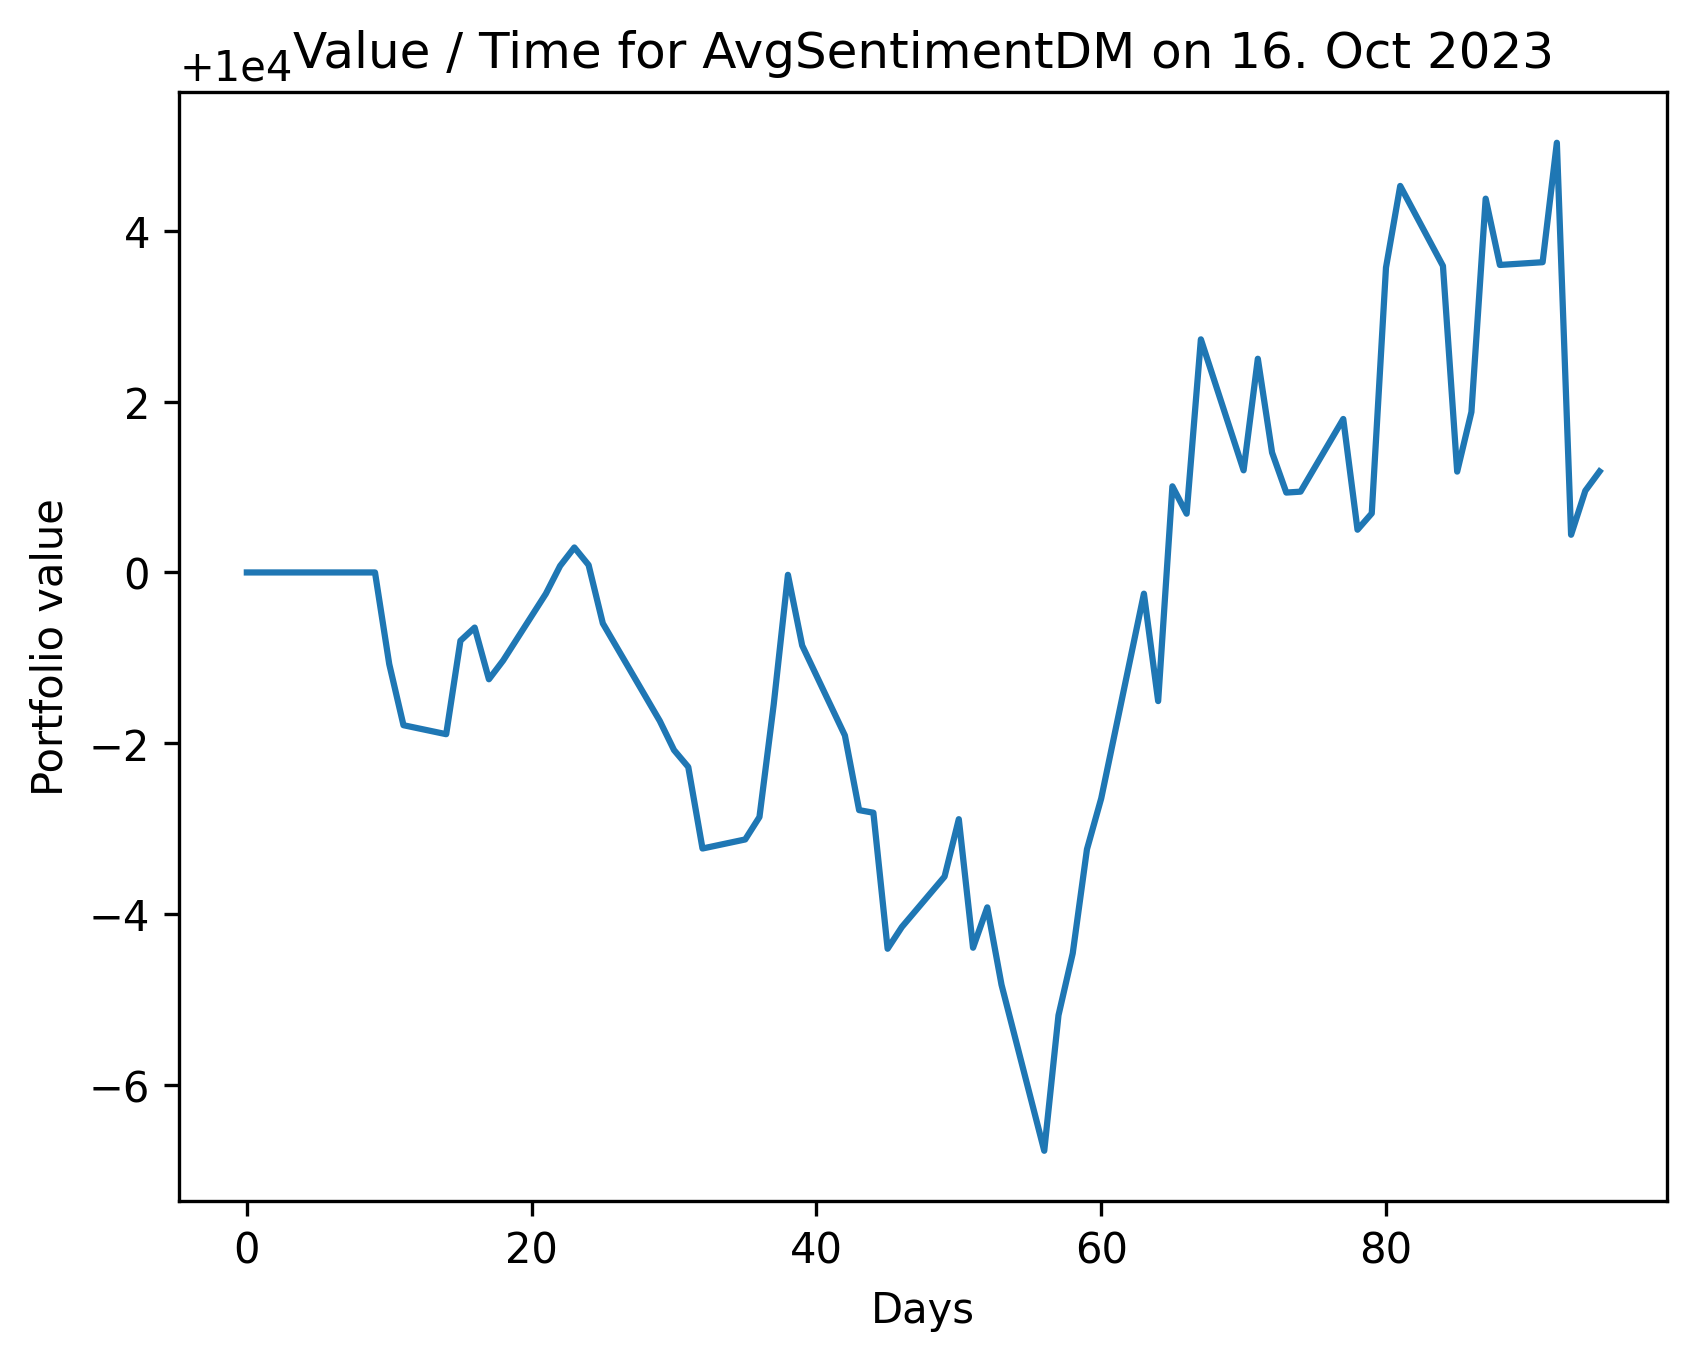 +1e4
Value / Time for AvgSentimentDM on 16. Oct 2023
4
2
0
−2
−4
−6
Portfolio value
0 20 40 60 80
Days